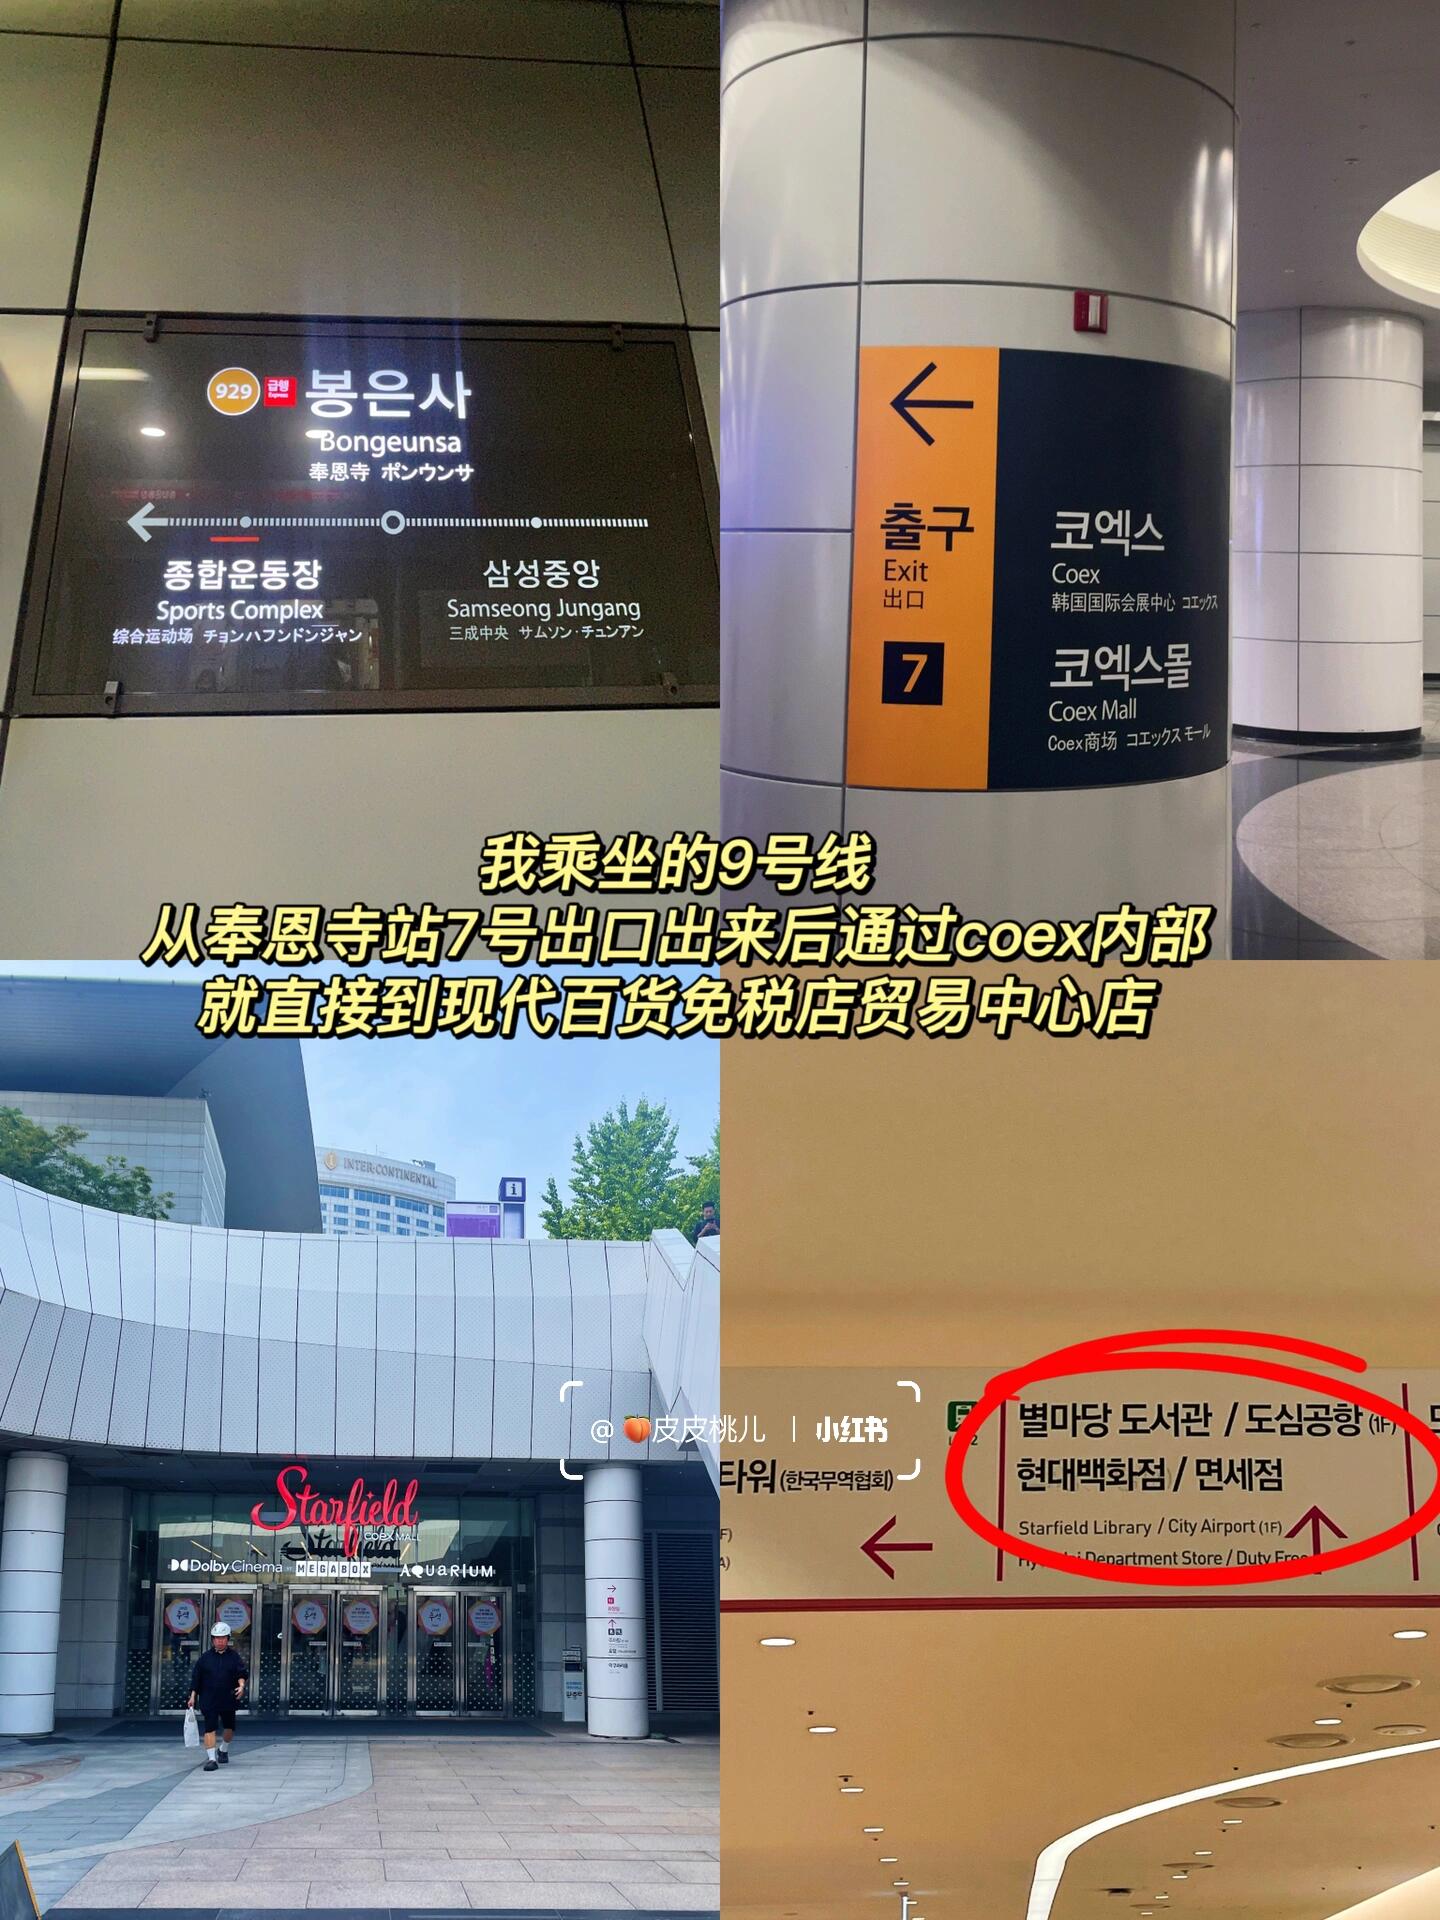 929 급행 봉은사
Express
Bongeunsa
奉恩寺 ポンウンサ
종합운동장
Sports Complex
综合运动场 チョンハフンドンジャン
삼성중앙
Samseong Jungang
三成中央 サムソン·チュンアン
출구
Exit
出口
7
코엑스
Coex
韩国国际会展中心 コエックス
코엑스몰
Coex Mall
Coex商场 コエックス モール
我乘坐的9号线
从奉恩寺站7号出口出来后通过coex内部
就直接到现代百货免税店贸易中心店
INTER·CONTINENTAL
i
Starfield
COEX MALL
Dolby Cinema MEGABOX AQUARIUM
추석
@🍑皮皮桃儿 | 小红书
타워 (한국무역협회)
별마당 도서관 / 도심공항 (1F)
현대백화점 / 면세점
Starfield Library / City Airport (1F)
Department Store / Duty Free